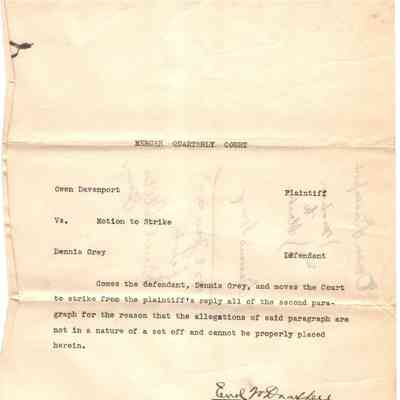 MERCER QUARTERLY COURT
Owen Davenport Plaintiff
Vs. Motion to Strike
Dennis Grey Defendant
Comes the defendant, Dennis Grey, and moves the Court
to strike from the plaintiff's reply all of the second para-
graph for the reason that the allegations of said paragraph are
not in a nature of a set off and cannot be properly placed
herein.